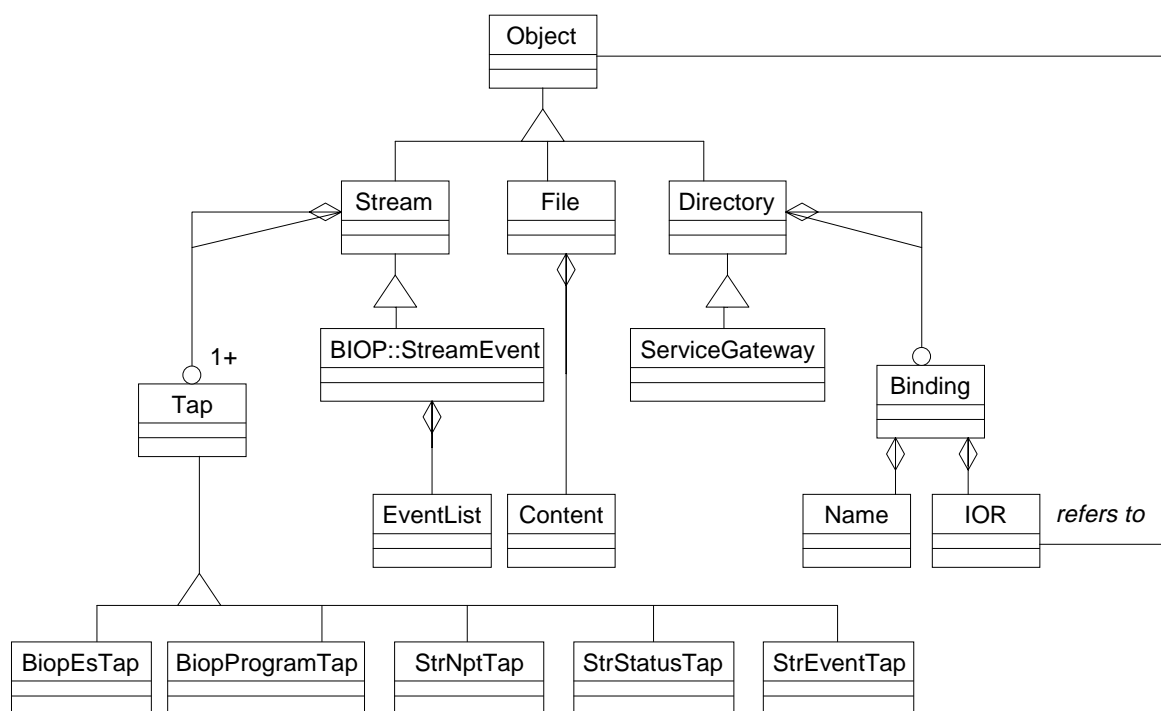 Object
Stream
File
Directory
BIOP::StreamEvent
ServiceGateway
1+
Tap
Binding
EventList
Content
Name
IOR
refers to
BiopEsTap
BiopProgramTap
StrNptTap
StrStatusTap
StrEventTap